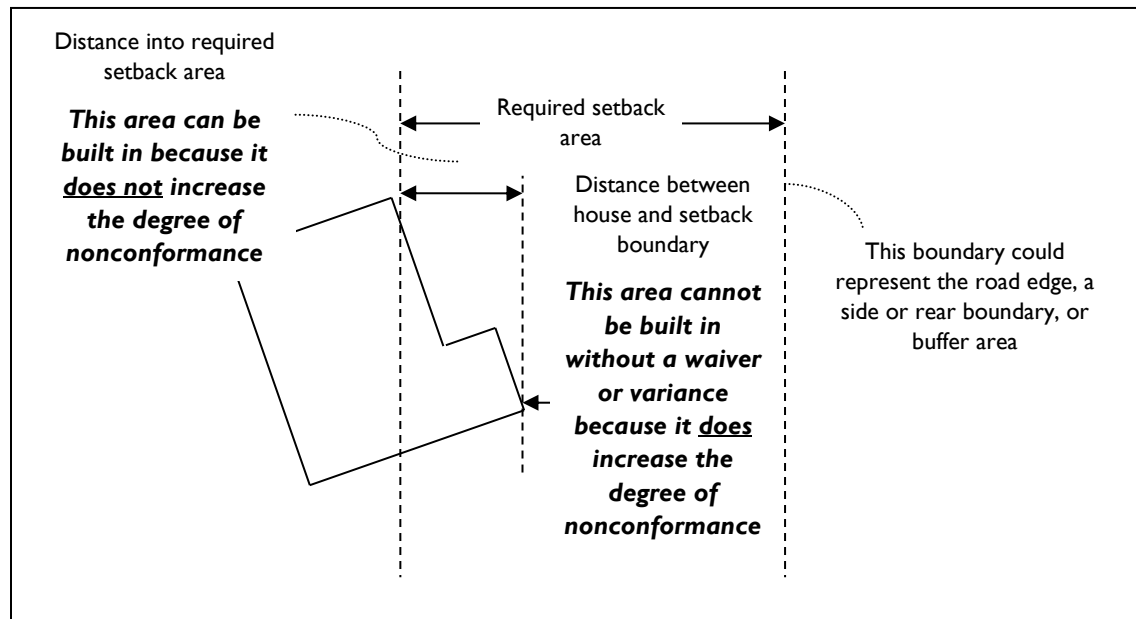 Distance into required
setback area
This area can be
built in because it
does not increase
the degree of
nonconformance
Required setback
area
Distance between
house and setback
boundary
This area cannot
be built in
without a waiver
or variance
because it does
increase the
degree of
nonconformance
This boundary could
represent the road edge, a
side or rear boundary, or
buffer area